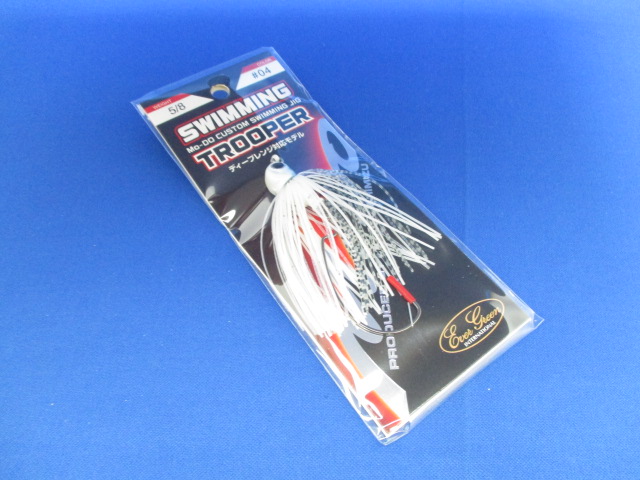 5/8
#04
SWIMMING
Mo-DO CUSTOM SWIMMING JIG
TROOPER
ディープレンジ対応モデル
PRODUCE
Ever Green
INTERNATIONAL